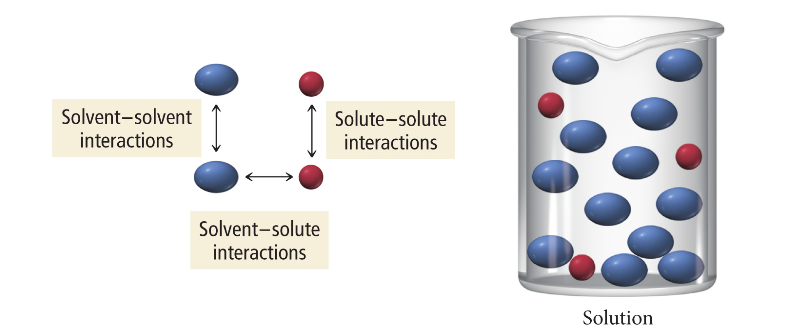 Solvent–solvent
interactions
Solute–solute
interactions
Solvent–solute
interactions
Solution